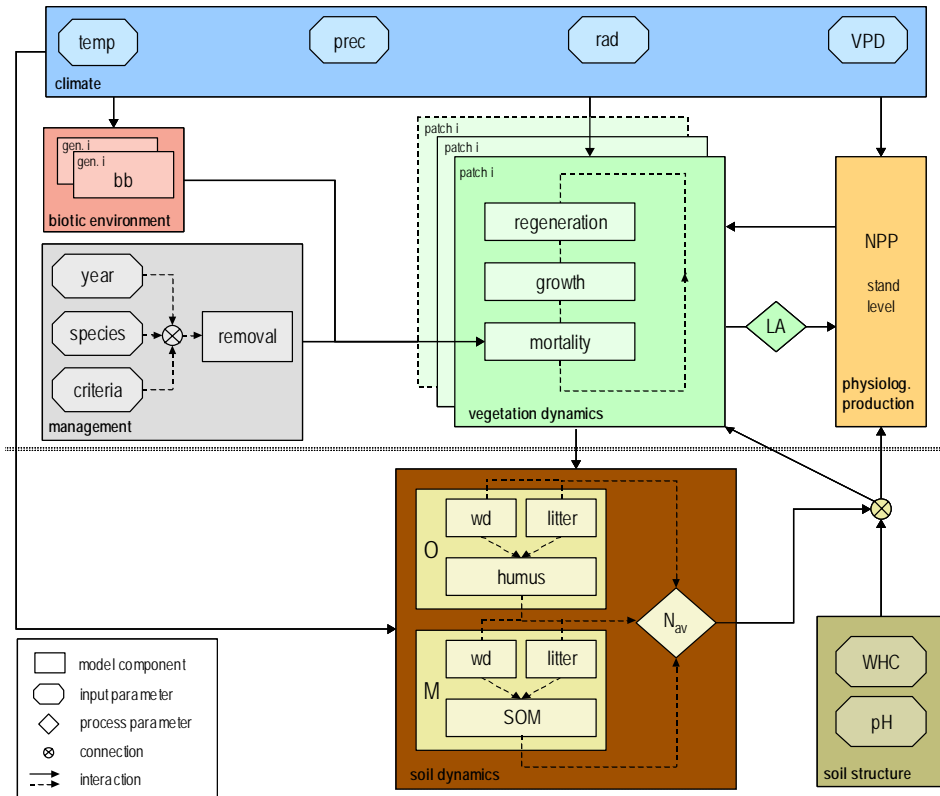 temp
prec
rad
VPD
climate
gen. i
gen. i
bb
biotic environment
patch i
patch i
patch i
regeneration
growth
mortality
vegetation dynamics
LA
NPP
stand
level
physiolog.
production
year
species
criteria
removal
management
O
wd
litter
humus
M
wd
litter
SOM
Nav
soil dynamics
WHC
pH
soil structure
model component
input parameter
process parameter
connection
interaction